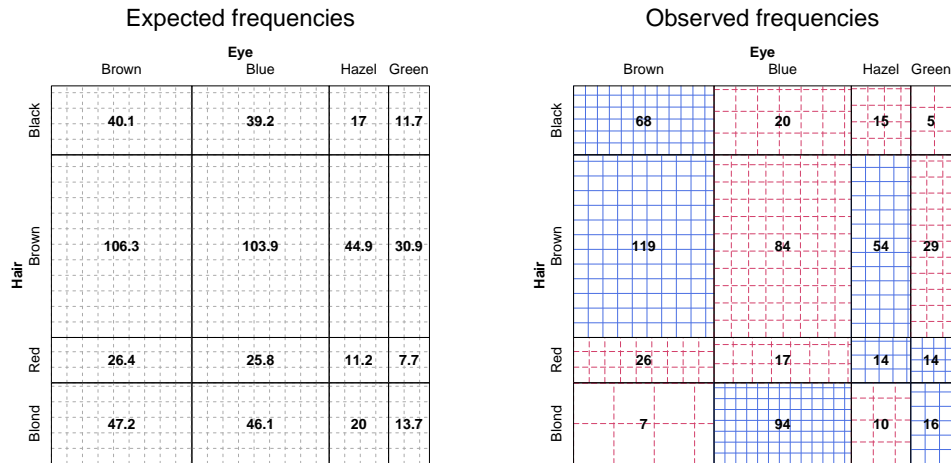 Expected frequencies
Eye
Brown Blue Hazel Green
Hair
Black 40.1 39.2 17 11.7
Brown 106.3 103.9 44.9 30.9
Red 26.4 25.8 11.2 7.7
Blond 47.2 46.1 20 13.7
Observed frequencies
Eye
Brown Blue Hazel Green
Hair
Black 68 20 15 5
Brown 119 84 54 29
Red 26 17 14 14
Blond 7 94 10 16